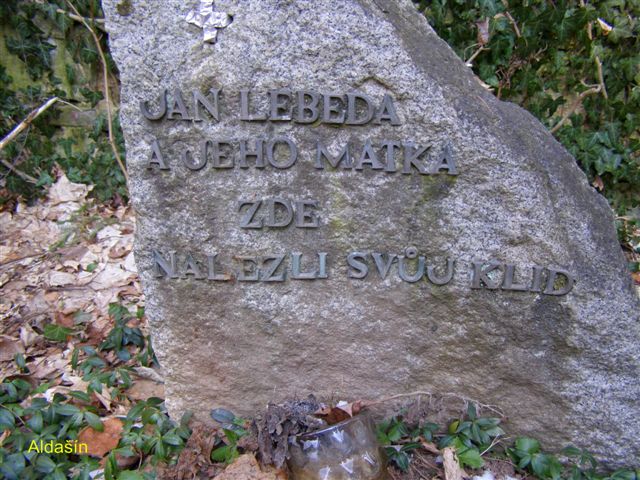 JAN LEBEDA
A JEHO MATKA
ZDE
NALEZLI SVŮJ KLID
Aldašín